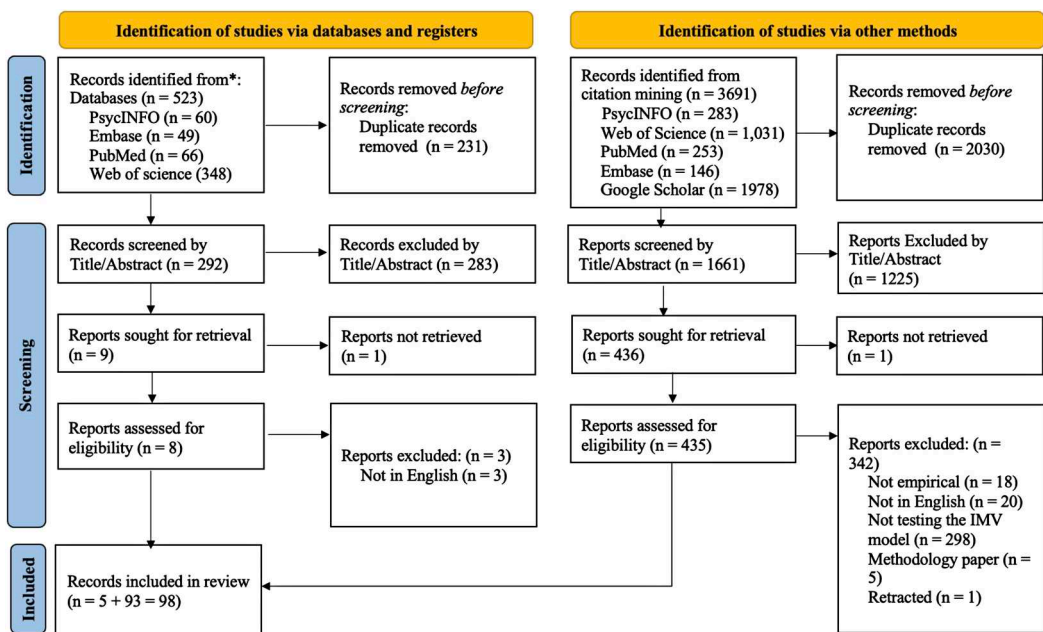 Identification of studies via databases and registers
Identification of studies via other methods
Identification
Records identified from*:
Databases (n = 523)
PsycINFO (n = 60)
Embase (n = 49)
PubMed (n = 66)
Web of science (348)
Records removed before
screening:
Duplicate records
removed (n = 231)
Records identified from
citation mining (n = 3691)
PsycINFO (n = 283)
Web of Science (n = 1,031)
PubMed (n = 253)
Embase (n = 146)
Google Scholar (n = 1978)
Records removed before
screening:
Duplicate records
removed (n = 2030)
Screening
Records screened by
Title/Abstract (n = 292)
Records excluded by
Title/Abstract (n = 283)
Reports screened by
Title/Abstract (n = 1661)
Reports Excluded by
Title/Abstract
(n = 1225)
Reports sought for retrieval
(n = 9)
Reports not retrieved
(n = 1)
Reports sought for retrieval
(n = 436)
Reports not retrieved
(n = 1)
Reports assessed for
eligibility (n = 8)
Reports excluded: (n = 3)
Not in English (n = 3)
Reports assessed for
eligibility (n = 435)
Reports excluded: (n =
342)
Not empirical (n = 18)
Not in English (n = 20)
Not testing the IMV
model (n = 298)
Methodology paper (n =
5)
Retracted (n = 1)
Included
Records included in review
(n = 5 + 93 = 98)